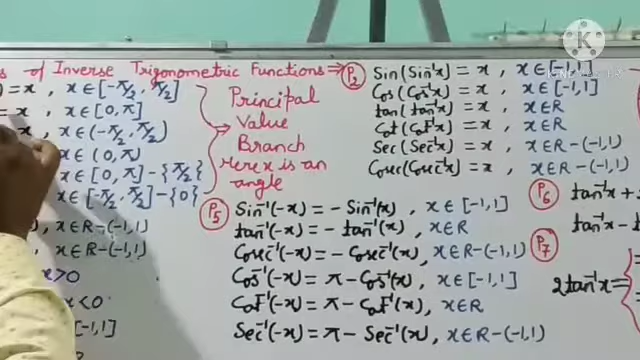 s of Inverse Trigonometric Functions ⇒
) = x , x ∈ [-π/2, π/2]
= x , x ∈ [0, π]
x , x ∈ (-π/2, π/2)
x ∈ (0, π)
x ∈ [0, π] - {π/2}
x ∈ [-π/2, π/2] - {0}
Principal
Value
Branch
Here x is an
angle
, x ∈ R - (-1, 1)
, x ∈ R - (-1, 1)
x > 0
x < 0
-1, 1]
P2
Sin(Sin⁻¹x) = x , x ∈ [-1, 1]
Cos(Cos⁻¹x) = x , x ∈ [-1, 1]
tan(tan⁻¹x) = x , x ∈ R
Cot(Cot⁻¹x) = x , x ∈ R
Sec(Sec⁻¹x) = x , x ∈ R - (-1, 1)
Cosec(Cosec⁻¹x) = x , x ∈ R - (-1, 1)
P5
Sin⁻¹(-x) = - Sin⁻¹(x) , x ∈ [-1, 1]
tan⁻¹(-x) = - tan⁻¹(x) , x ∈ R
Cosec⁻¹(-x) = - Cosec⁻¹(x) , x ∈ R - (-1, 1)
Cos⁻¹(-x) = π - Cos⁻¹(x) , x ∈ [-1, 1]
Cot⁻¹(-x) = π - Cot⁻¹(x) , x ∈ R
Sec⁻¹(-x) = π - Sec⁻¹(x) , x ∈ R - (-1, 1)
P6
tan⁻¹x +
tan⁻¹x - t
P7
2tan⁻¹x =
KINEMASTER